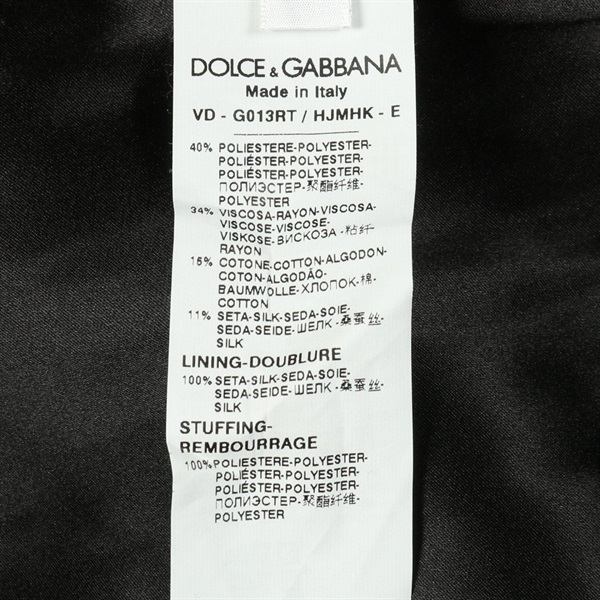 DOLCE & GABBANA
Made in Italy
VD - G013RT / HJMHK - E
40% POLIESTERE-POLYESTER-
POLIÉSTER-POLYESTER-
POLIÉSTER-POLYESTER-
ПОЛИЭСТЕР-聚酯纤维-
POLYESTER
34% VISCOSA-RAYON-VISCOSA-
VISCOSE-VISCOSE-
VISKOSE-ВИСКОЗА-粘纤-
RAYON
15% COTONE-COTTON-ALGODON-
COTON-ALGODÃO-
BAUMWOLLE-ХЛОПОК-棉-
COTTON
11% SETA-SILK-SEDA-SOIE-
SEDA-SEIDE-ШЕЛК-桑蚕丝-
SILK
LINING-DOUBLURE
100% SETA-SILK-SEDA-SOIE-
SEDA-SEIDE-ШЕЛК-桑蚕丝-
SILK
STUFFING-
REMBOURRAGE
100% POLIESTERE-POLYESTER-
POLIÉSTER-POLYESTER-
POLIÉSTER-POLYESTER-
ПОЛИЭСТЕР-聚酯纤维-
POLYESTER